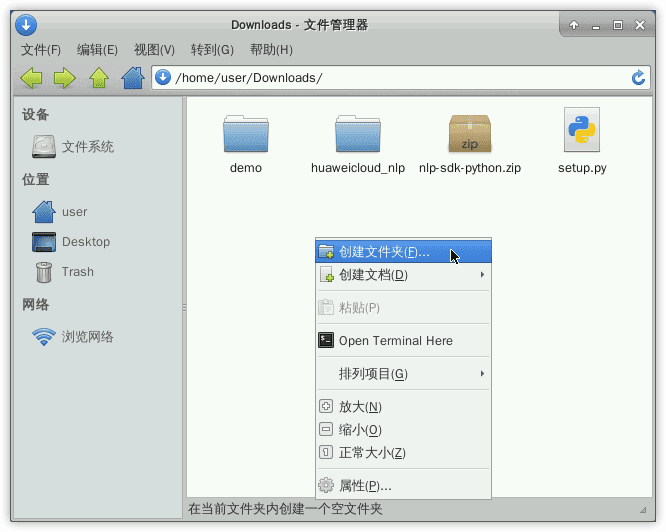 Downloads - 文件管理器
文件(F) 编辑(E) 视图(V) 转到(G) 帮助(H)
/home/user/Downloads/
设备
文件系统
位置
user
Desktop
Trash
网络
浏览网络
demo huaweicloud_nlp nlp-sdk-python.zip setup.py
zip
创建文件夹(F)...
创建文档(D)
粘贴(P)
Open Terminal Here
排列项目(G)
放大(N)
缩小(O)
正常大小(Z)
属性(P)...
在当前文件夹内创建一个空文件夹